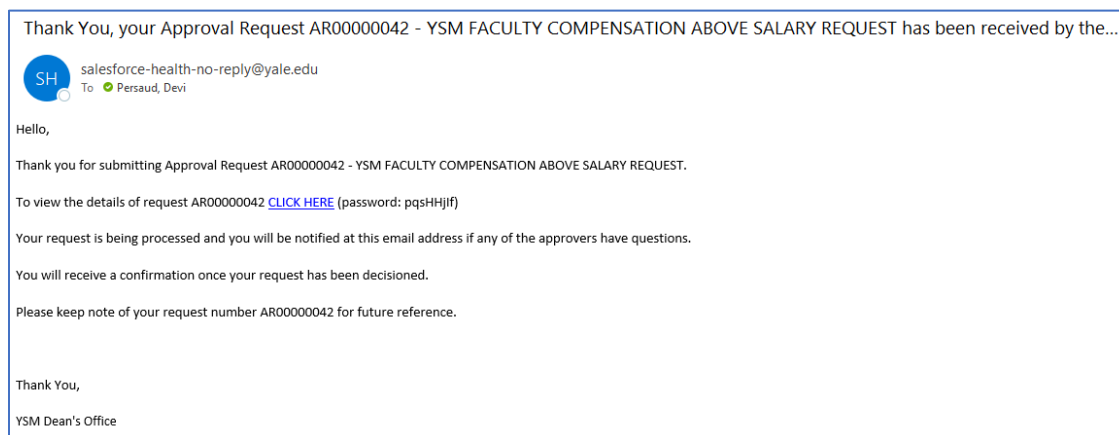 Thank You, your Approval Request AR00000042 - YSM FACULTY COMPENSATION ABOVE SALARY REQUEST has been received by the...
SH
salesforce-health-no-reply@yale.edu
To Persaud, Devi
Hello,
Thank you for submitting Approval Request AR00000042 - YSM FACULTY COMPENSATION ABOVE SALARY REQUEST.
To view the details of request AR00000042 CLICK HERE (password: pqsHHjIf)
Your request is being processed and you will be notified at this email address if any of the approvers have questions.
You will receive a confirmation once your request has been decisioned.
Please keep note of your request number AR00000042 for future reference.
Thank You,
YSM Dean's Office